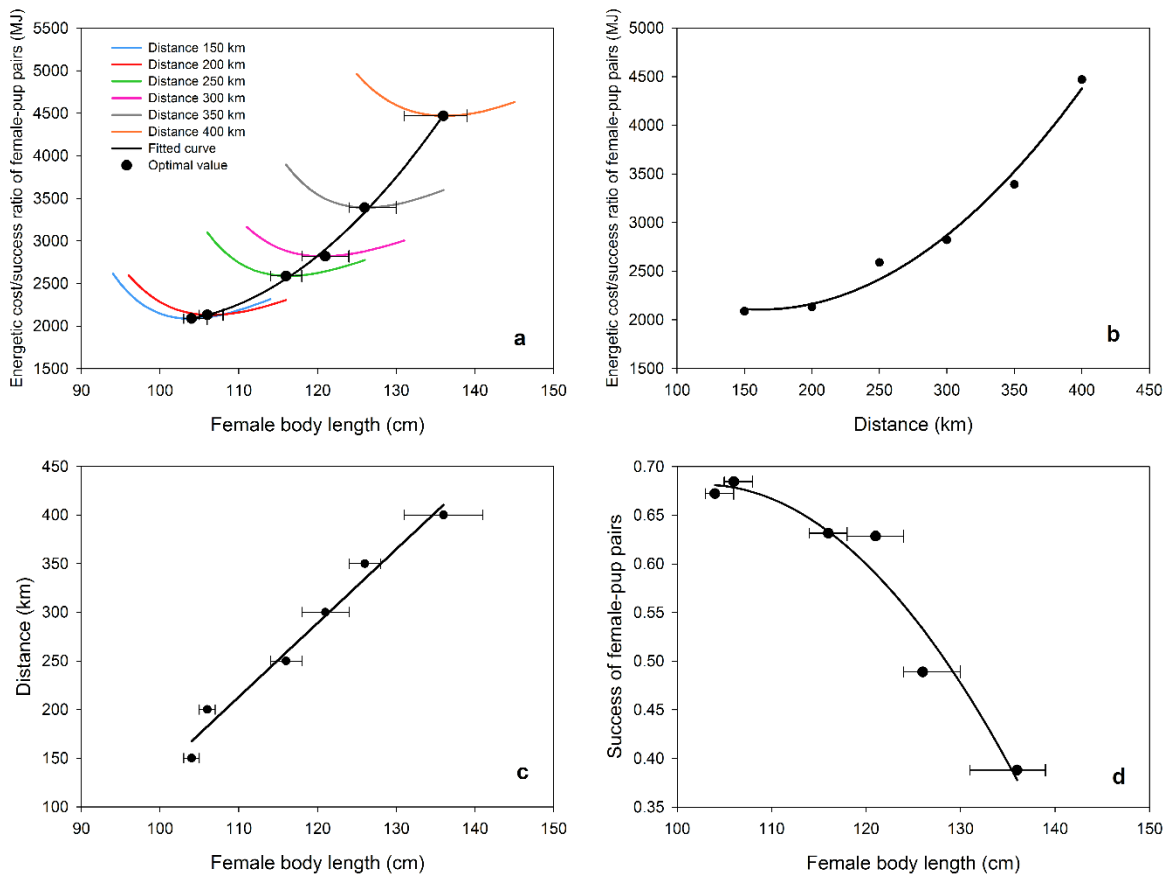 Energetic cost/success ratio of female-pup pairs (MJ)
5500
5000
4500
4000
3500
3000
2500
2000
1500
Distance 150 km
Distance 200 km
Distance 250 km
Distance 300 km
Distance 350 km
Distance 400 km
Fitted curve
Optimal value
a
90 100 110 120 130 140 150
Female body length (cm)
Energetic cost/success ratio of female-pup pairs (MJ)
5000
4500
4000
3500
3000
2500
2000
1500
b
100 150 200 250 300 350 400 450
Distance (km)
Distance (km)
450
400
350
300
250
200
150
100
c
90 100 110 120 130 140 150
Female body length (cm)
Success of female-pup pairs
0.70
0.65
0.60
0.55
0.50
0.45
0.40
0.35
d
100 110 120 130 140 150
Female body length (cm)